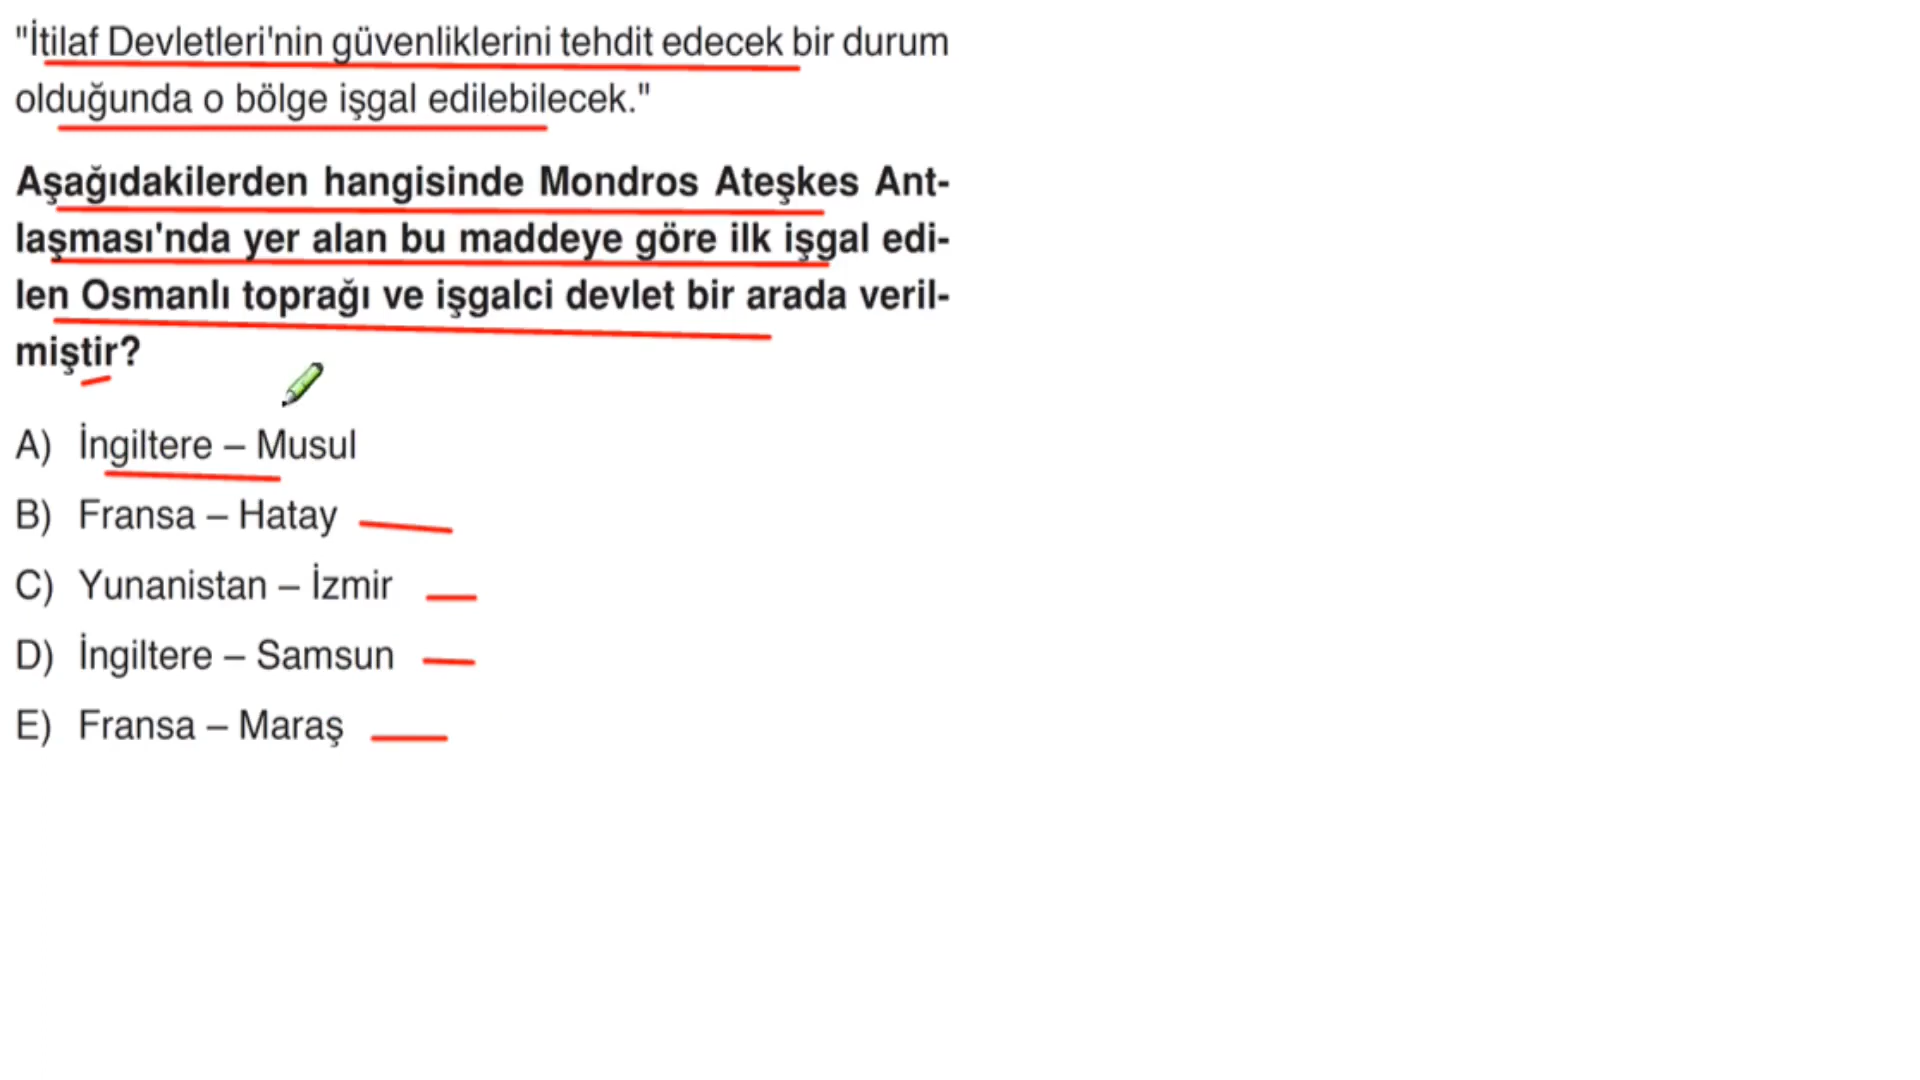 "İtilaf Devletleri'nin güvenliklerini tehdit edecek bir durum
olduğunda o bölge işgal edilebilecek."
Aşağıdakilerden hangisinde Mondros Ateşkes Ant-
laşması'nda yer alan bu maddeye göre ilk işgal edi-
len Osmanlı toprağı ve işgalci devlet bir arada veril-
miştir?
A) İngiltere – Musul
B) Fransa – Hatay
C) Yunanistan – İzmir
D) İngiltere – Samsun
E) Fransa – Maraş